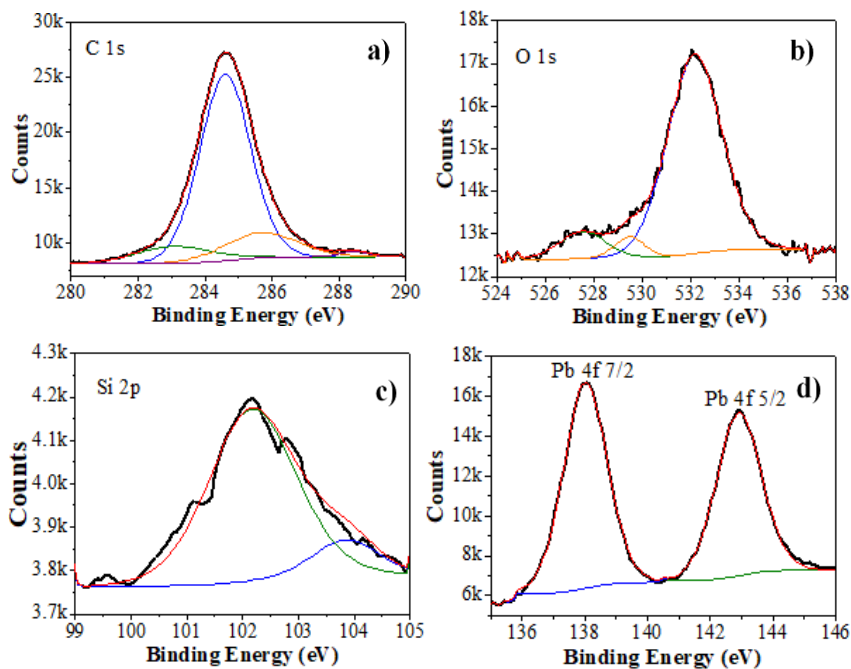 30k
25k
20k
15k
10k
Counts
C 1s
a)
280
282
284
286
288
290
Binding Energy (eV)
18k
17k
16k
15k
14k
13k
12k
Counts
O 1s
b)
524
526
528
530
532
534
536
538
Binding Energy (eV)
4.3k
4.2k
4.1k
4.0k
3.9k
3.8k
3.7k
Counts
Si 2p
c)
99
100
101
102
103
104
105
Binding Energy (eV)
18k
16k
14k
12k
10k
8k
6k
Counts
Pb 4f 7/2
Pb 4f 5/2
d)
136
138
140
142
144
146
Binding Energy (eV)